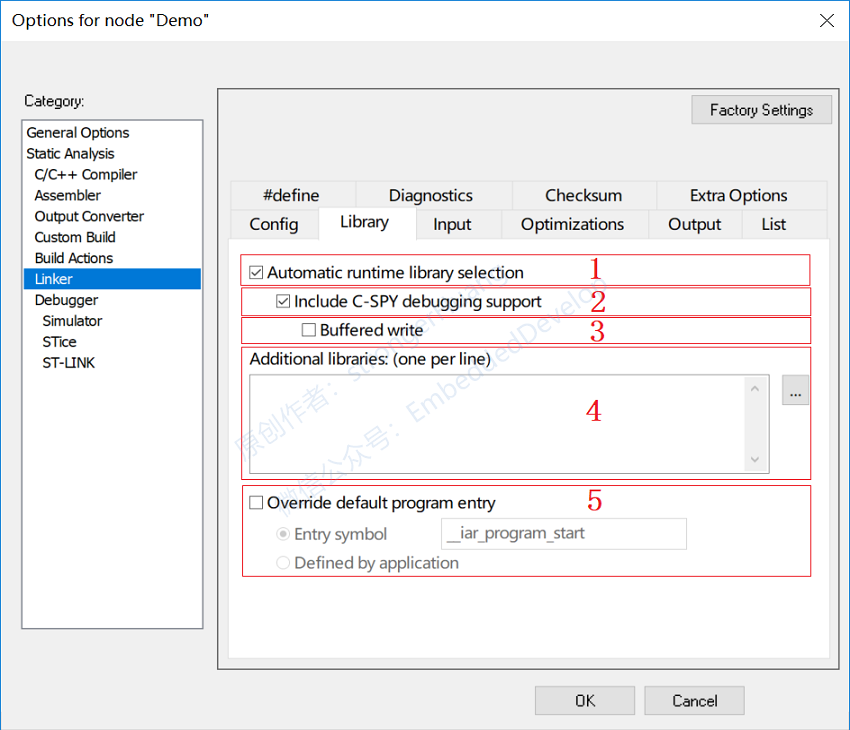 Options for node "Demo"
Category:
General Options
Static Analysis
C/C++ Compiler
Assembler
Output Converter
Custom Build
Build Actions
Linker
Debugger
Simulator
STice
ST-LINK
Factory Settings
#define Diagnostics Checksum Extra Options
Config Library Input Optimizations Output List
Automatic runtime library selection 1
Include C-SPY debugging support 2
Buffered write 3
Additional libraries: (one per line)
...
4
Override default program entry 5
Entry symbol __iar_program_start
Defined by application
原创作者：strongerHuang
微信公众号：EmbeddedDevelop
OK Cancel